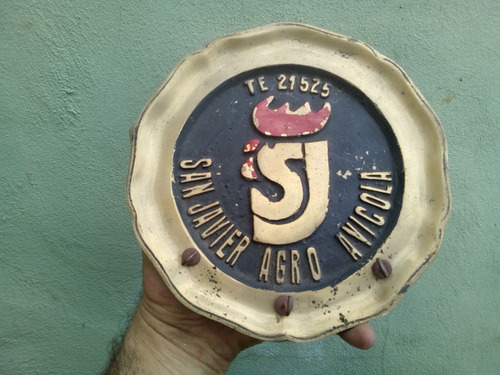 TE 21525
SJ
SAN JAVIER AGRO AVICOLA